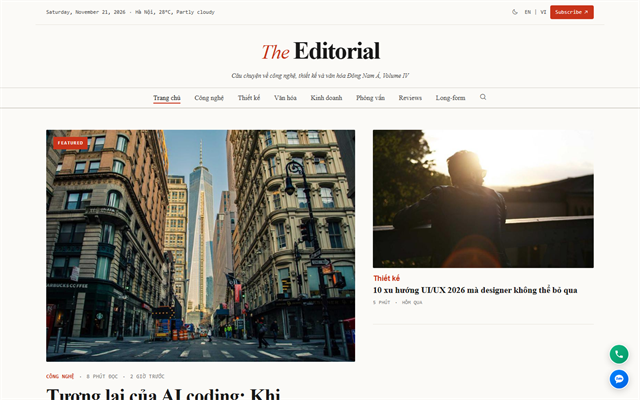 Saturday, November 21, 2026 · Hà Nội, 28°C, Partly cloudy
EN | VI
Subscribe ↗
The Editorial
Câu chuyện về công nghệ, thiết kế và văn hóa Đông Nam Á, Volume IV
Trang chủ
Công nghệ
Thiết kế
Văn hóa
Kinh doanh
Phỏng vấn
Reviews
Long-form
FEATURED
CÔNG NGHỆ · 8 PHÚT ĐỌC · 2 GIỜ TRƯỚC
Tương lai của AI coding: Khi
Thiết kế
10 xu hướng UI/UX 2026 mà designer không thể bỏ qua
5 PHÚT · HÔM QUA